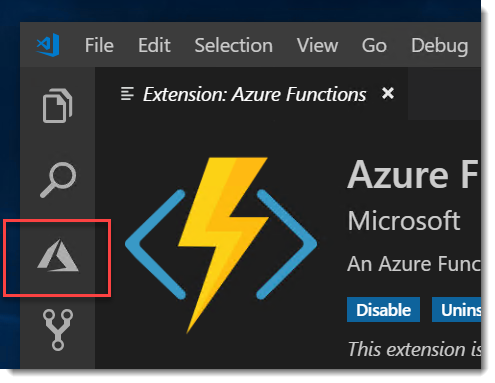 File Edit Selection View Go Debug
Extension: Azure Functions
Azure F
Microsoft
An Azure Func
Disable Unins
This extension is